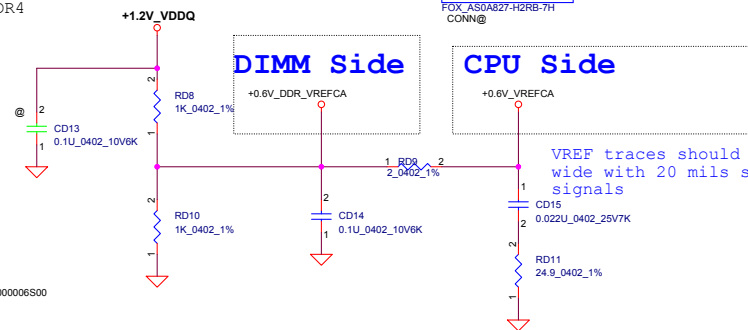 DR4
+1.2V_VDDQ
FOX_AS0A827-H2RB-7H
CONN@
DIMM Side
CPU Side
+0.6V_DDR_VREFCA
+0.6V_VREFCA
@
2
CD13
0.1U_0402_10V6K
1
2
RD8
1K_0402_1%
1
1
RD9
2
2_0402_1%
VREF traces should
wide with 20 mils s
signals
2
RD10
1K_0402_1%
1
2
CD14
0.1U_0402_10V6K
1
1
CD15
0.022U_0402_25V7K
2
2
RD11
24.9_0402_1%
1
000006S00